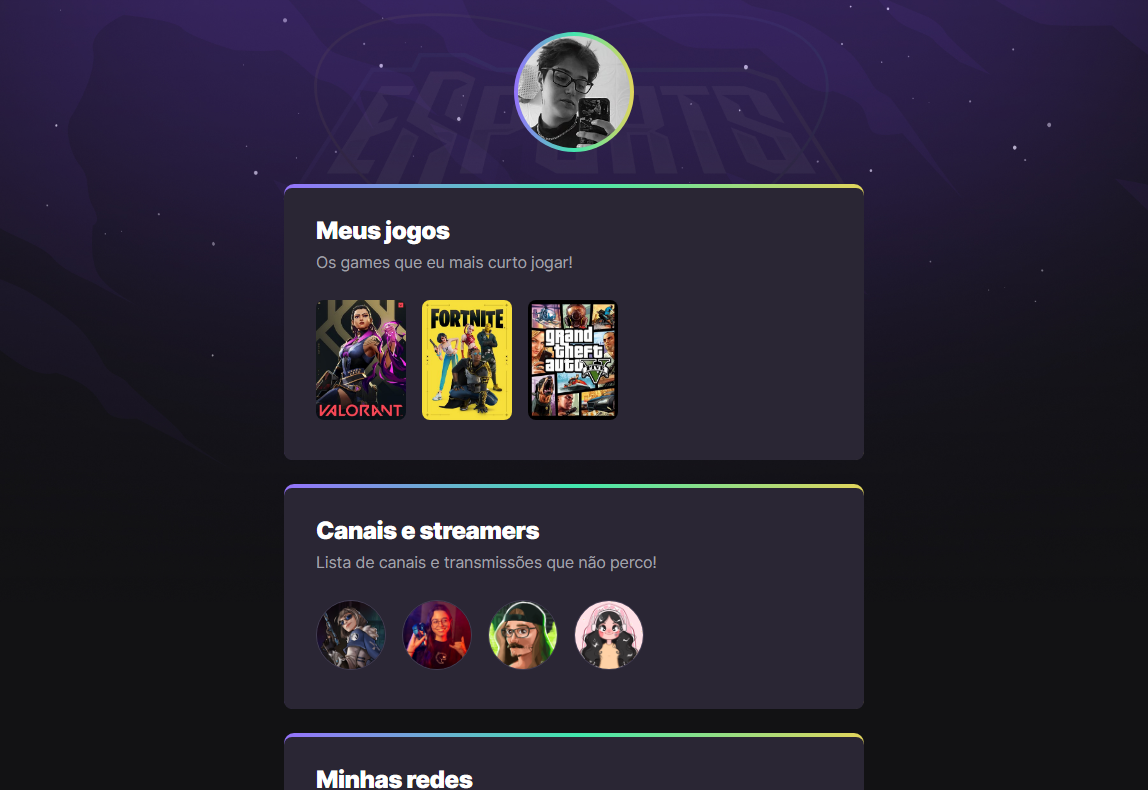 ESPORTS
Meus jogos
Os games que eu mais curto jogar!
VALORANT
FORTNITE
grand
theft
auto
V
FIVE
Canais e streamers
Lista de canais e transmissões que não perco!
Minhas redes